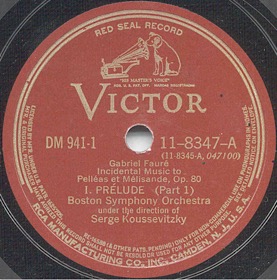 RED SEAL RECORD
"HIS MASTER'S VOICE"
VICTOR
DM 941-1
11-8347-A
(11-8345-A, 047100)
Gabriel Fauré
Incidental Music to
Pelléas et Mélisande, Op. 80
I. PRÉLUDE (Part 1)
Boston Symphony Orchestra
under the direction of
Serge Koussevitzky
RCA MANUFACTURING CO., INC., CAMDEN, N. J., U. S. A.